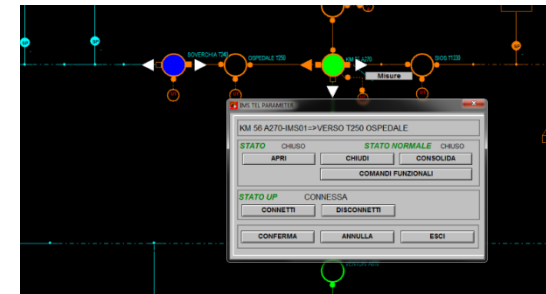 SOVERCHIA T340
OSPEDALE T250
KM 56 A270
Misure
IMS TEL PARAMETER
KM 56 A270-IMS01=>VERSO T250 OSPEDALE
STATO CHIUSO STATO NORMALE CHIUSO
APRI CHIUDI CONSOLIDA
COMANDI FUNZIONALI
STATO UP CONNESSA
CONNETTI DISCONNETTI
CONFERMA ANNULLA ESCI